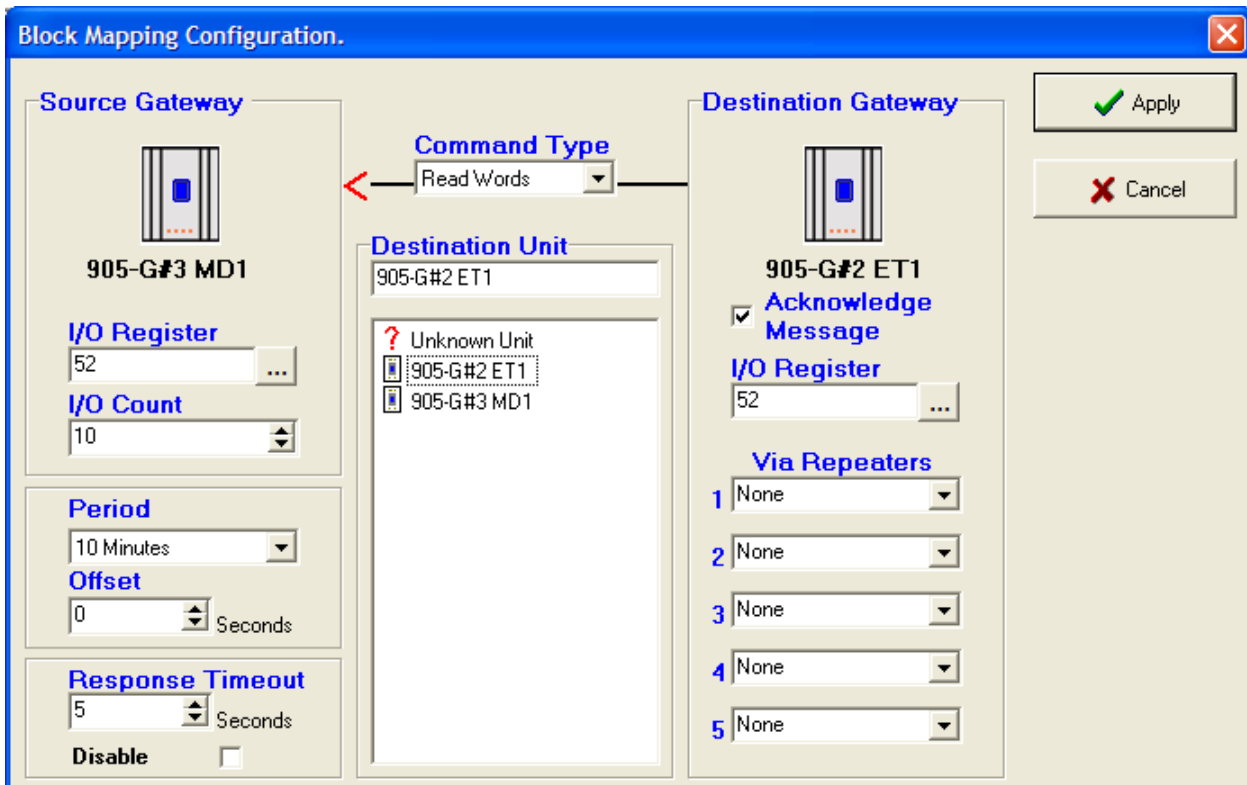 Block Mapping Configuration.
Source Gateway
905-G#3 MD1
I/O Register
52
...
I/O Count
10
Period
10 Minutes
Offset
0
Seconds
Response Timeout
5
Seconds
Disable
Command Type
Read Words
Destination Unit
905-G#2 ET1
? Unknown Unit
905-G#2 ET1
905-G#3 MD1
Destination Gateway
905-G#2 ET1
Acknowledge
Message
I/O Register
52
...
Via Repeaters
1 None
2 None
3 None
4 None
5 None
Apply
Cancel